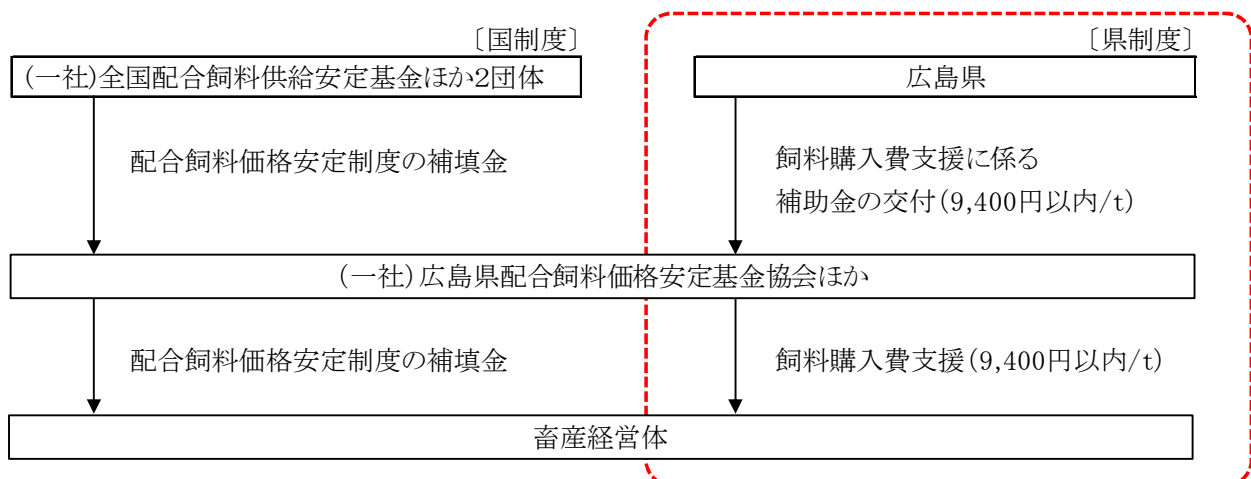 〔国制度〕
〔県制度〕
(一社)全国配合飼料供給安定基金ほか2団体
広島県
配合飼料価格安定制度の補填金
飼料購入費支援に係る
補助金の交付(9,400円以内/t)
(一社)広島県配合飼料価格安定基金協会ほか
配合飼料価格安定制度の補填金
飼料購入費支援(9,400円以内/t)
畜産経営体